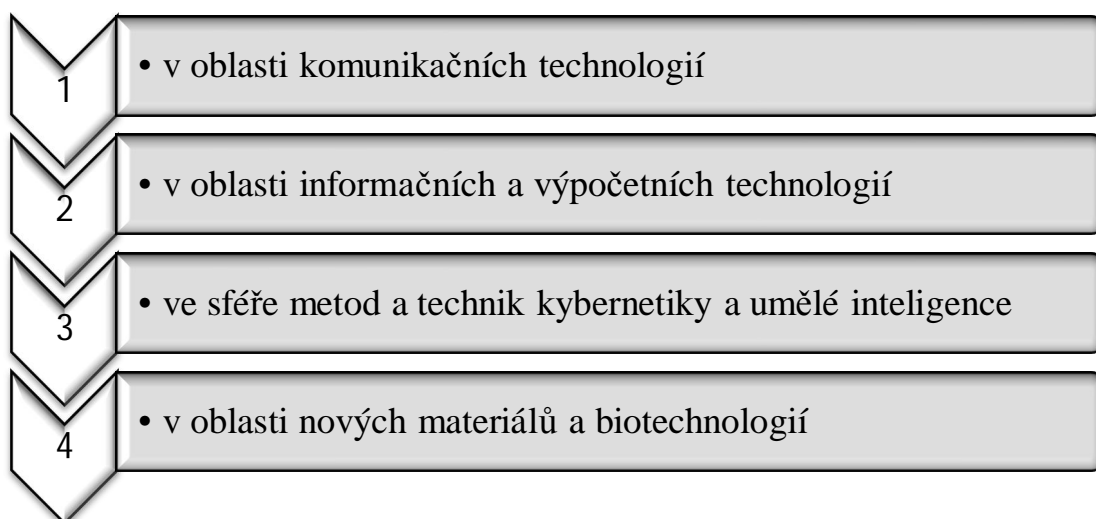 1
• v oblasti komunikačních technologií
2
• v oblasti informačních a výpočetních technologií
3
• ve sféře metod a technik kybernetiky a umělé inteligence
4
• v oblasti nových materiálů a biotechnologií